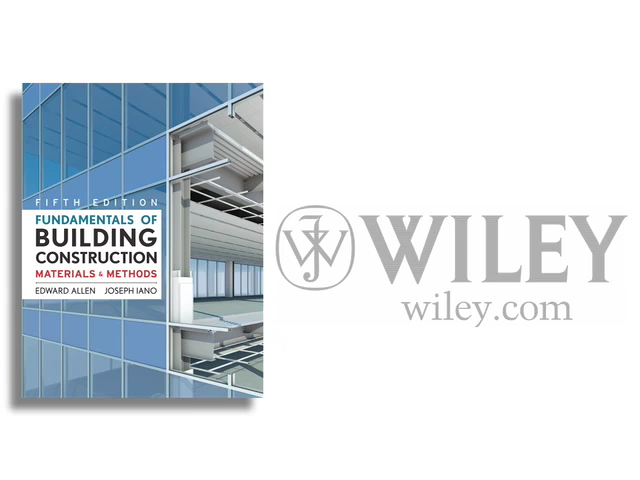 FIFTH EDITION
FUNDAMENTALS OF
BUILDING
CONSTRUCTION
MATERIALS & METHODS
EDWARD ALLEN JOSEPH IANO
WILEY
wiley.com